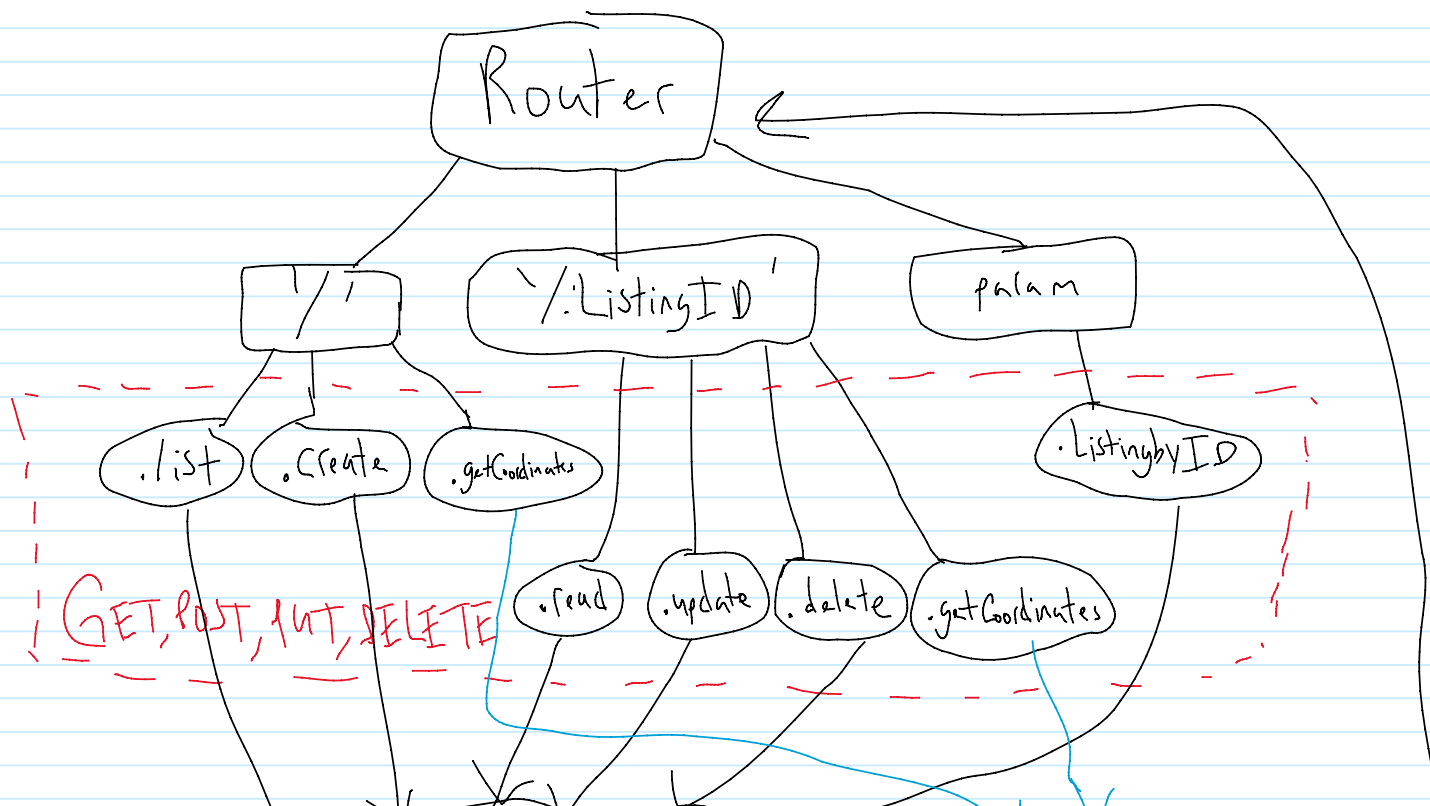 Router
'/'
'/:ListingID'
param
.list
.Create
.getCoordinates
.ListingbyID
GET, POST, PUT, DELETE
.read
.update
.delete
.getCoordinates